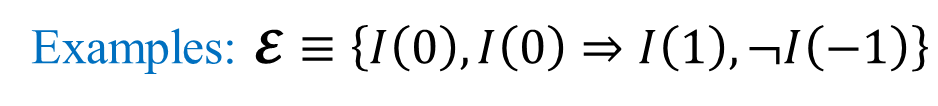 Examples: 𝓔 ≡ {𝐼(0), 𝐼(0) ⇒ 𝐼(1), ¬𝐼(−1)}